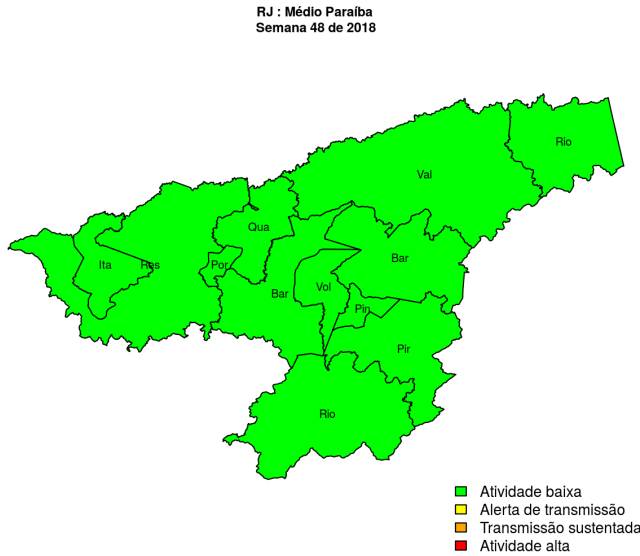 RJ : Médio Paraíba
Semana 48 de 2018
Rio
Val
Qua
Ita
Res
Por
Bar
Vol
Bar
Pin
Pir
Rio
Atividade baixa
Alerta de transmissão
Transmissão sustentada
Atividade alta